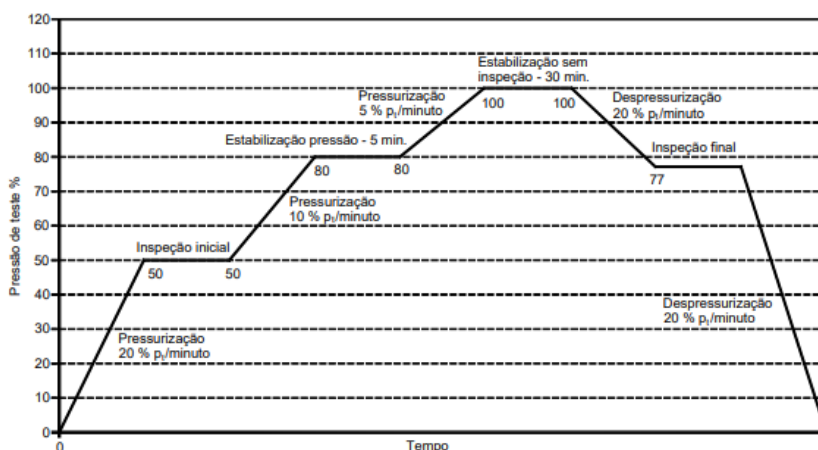 120
110
100
90
80
70
60
50
40
30
20
10
0
Pressão de teste %
Estabilização sem
inspeção - 30 min.
Pressurização
5 % pt/minuto
100
100
Despressurização
20 % pt/minuto
Estabilização pressão - 5 min.
Inspeção final
80
80
77
Pressurização
10 % pt/minuto
Inspeção inicial
50
50
Despressurização
20 % pt/minuto
Pressurização
20 % pt/minuto
0
Tempo